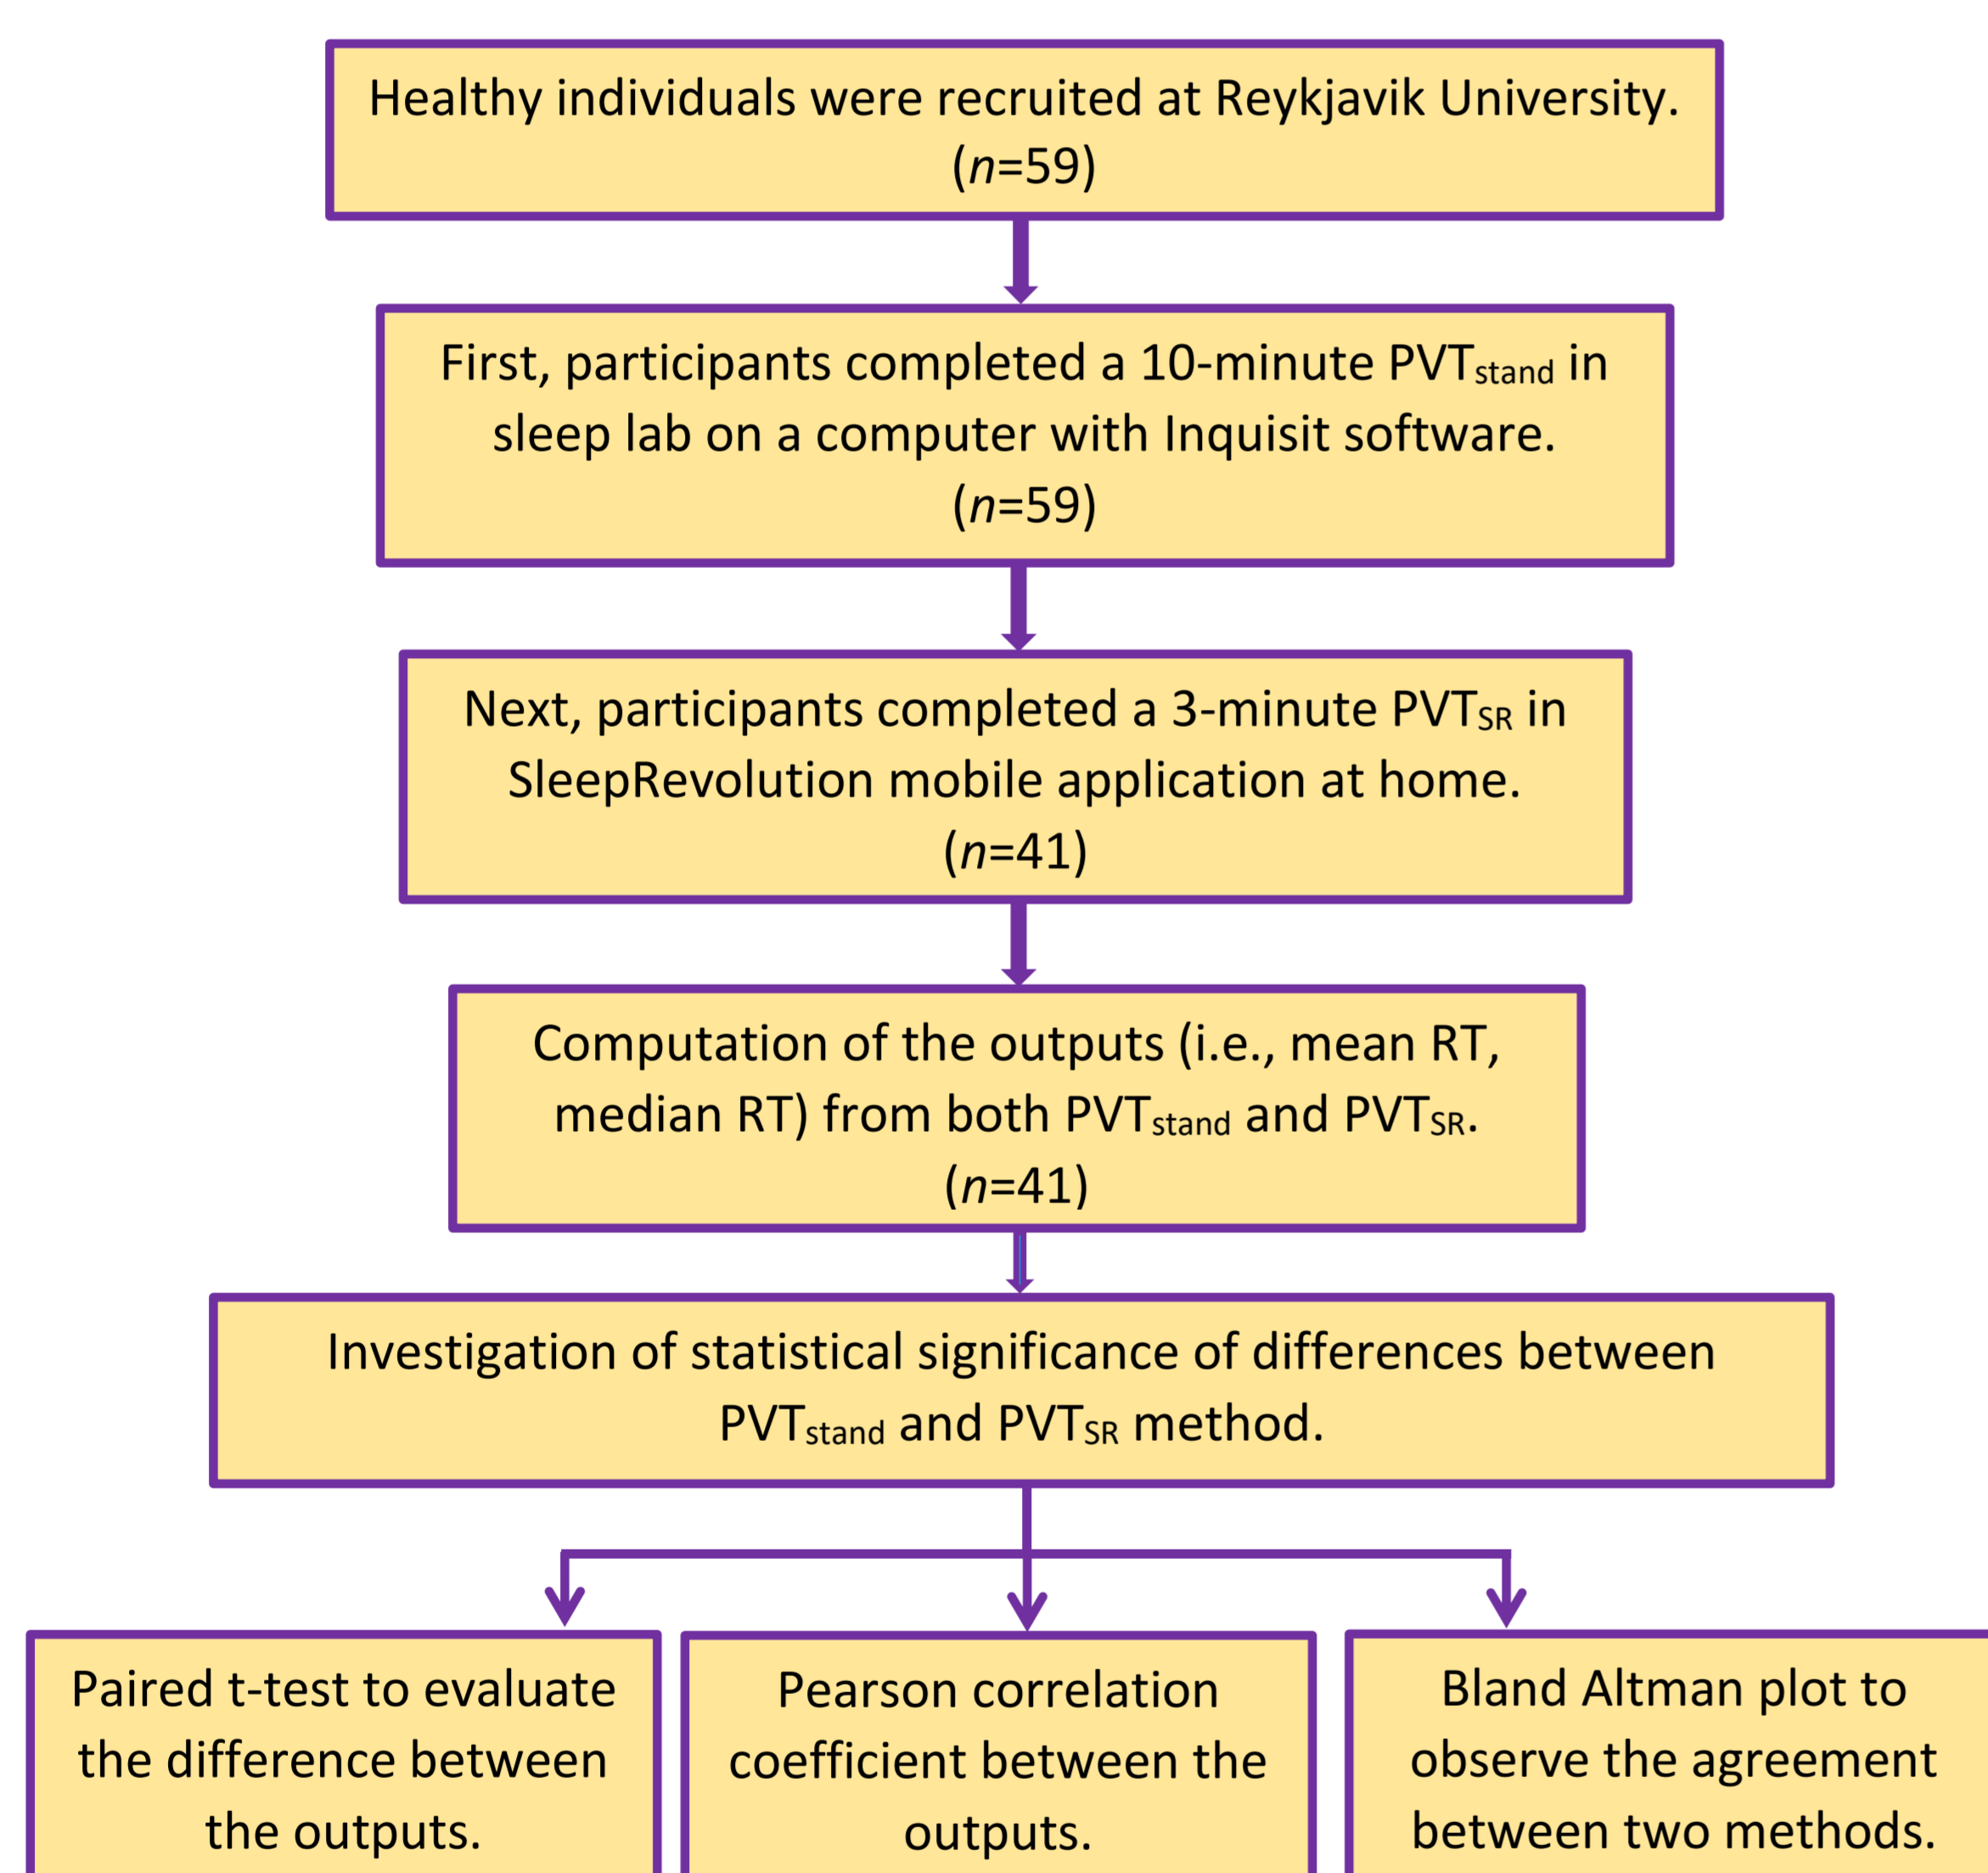 Healthy individuals were recruited at Reykjavik University.
(n=59)
First, participants completed a 10-minute PVTstand in
sleep lab on a computer with Inquisit software.
(n=59)
Next, participants completed a 3-minute PVTSR in
SleepRevolution mobile application at home.
(n=41)
Computation of the outputs (i.e., mean RT,
median RT) from both PVTstand and PVTSR.
(n=41)
Investigation of statistical significance of differences between
PVTstand and PVTSR method.
Paired t-test to evaluate
the difference between
the outputs.
Pearson correlation
coefficient between the
outputs.
Bland Altman plot to
observe the agreement
between two methods.